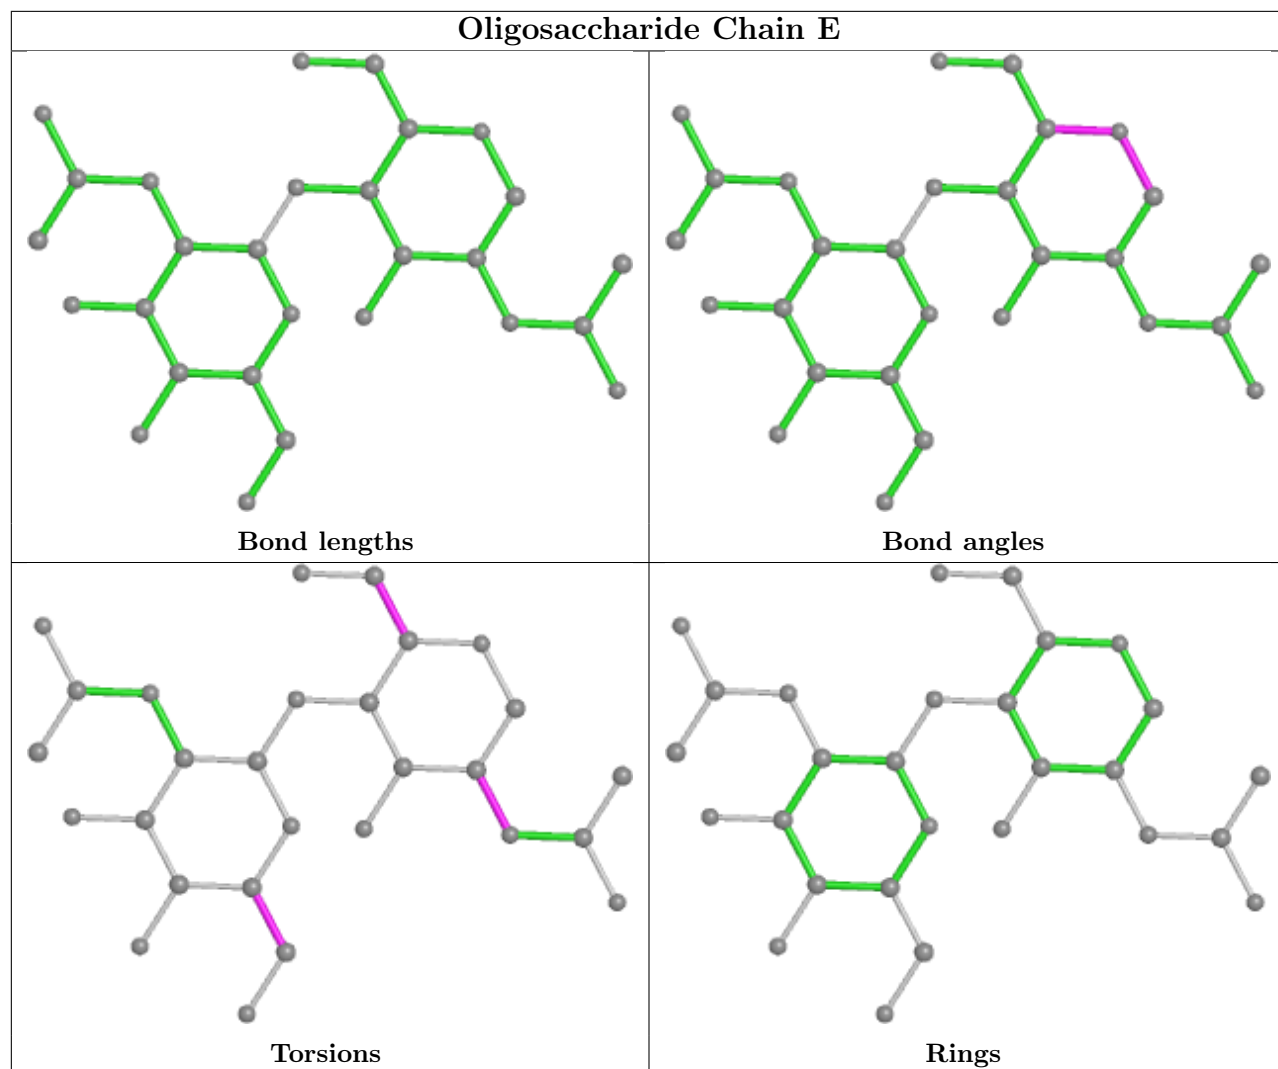 Oligosaccharide Chain E
Bond lengths
Bond angles
Torsions
Rings